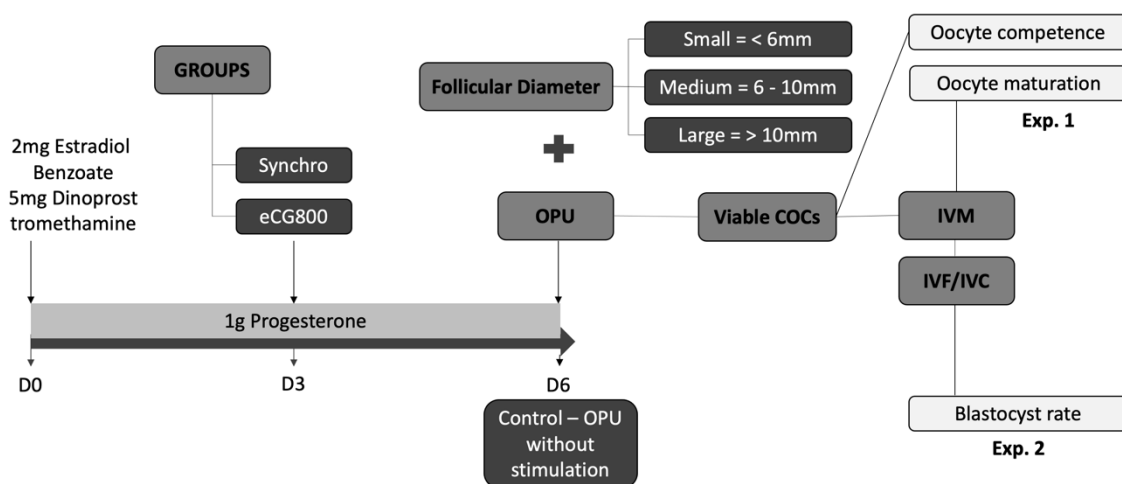 GROUPS
Synchro
eCG800
2mg Estradiol
Benzoate
5mg Dinoprost
tromethamine
Follicular Diameter
Small = < 6mm
Medium = 6 - 10mm
Large = > 10mm
OPU
Viable COCs
Oocyte competence
Oocyte maturation
Exp. 1
IVM
IVF/IVC
1g Progesterone
D0
D3
D6
Control – OPU
without
stimulation
Blastocyst rate
Exp. 2